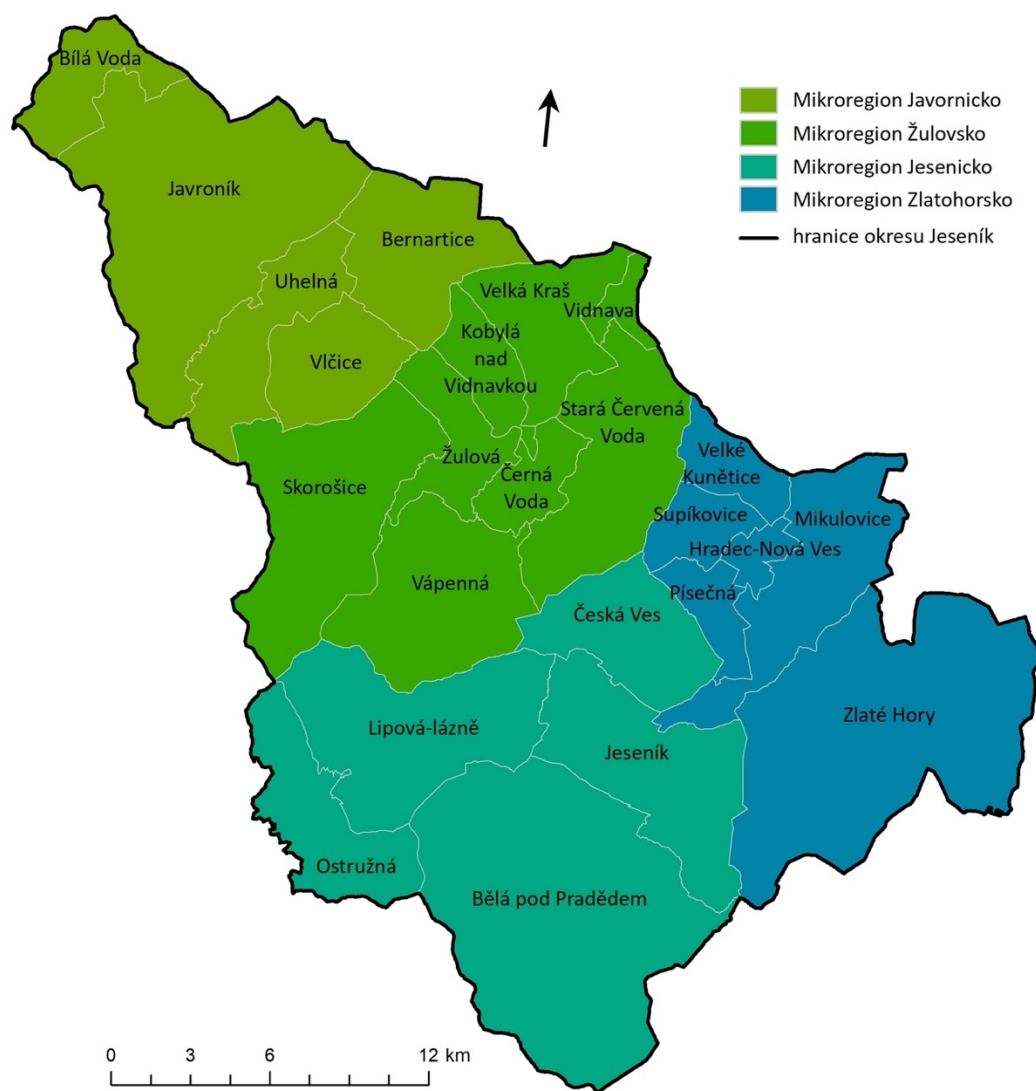 Bílá Voda
Mikroregion Javornicko
Mikroregion Žulovsko
Mikroregion Jesenicko
Mikroregion Zlatohorsko
hranice okresu Jeseník
Javroník
Bernartice
Uhelná
Velká Kraš
Vidnava
Kobylá
nad
Vidnavkou
Vlčice
Stará Červená
Voda
Žulová
Velké
Kunětice
Skorošice
Černá
Voda
Supíkovice
Mikulovice
Hradec-Nová Ves
Vápenná
Písečná
Česká Ves
Lipová-lázně
Zlaté Hory
Jeseník
Ostružná
Bělá pod Pradědem
0 3 6 12 km